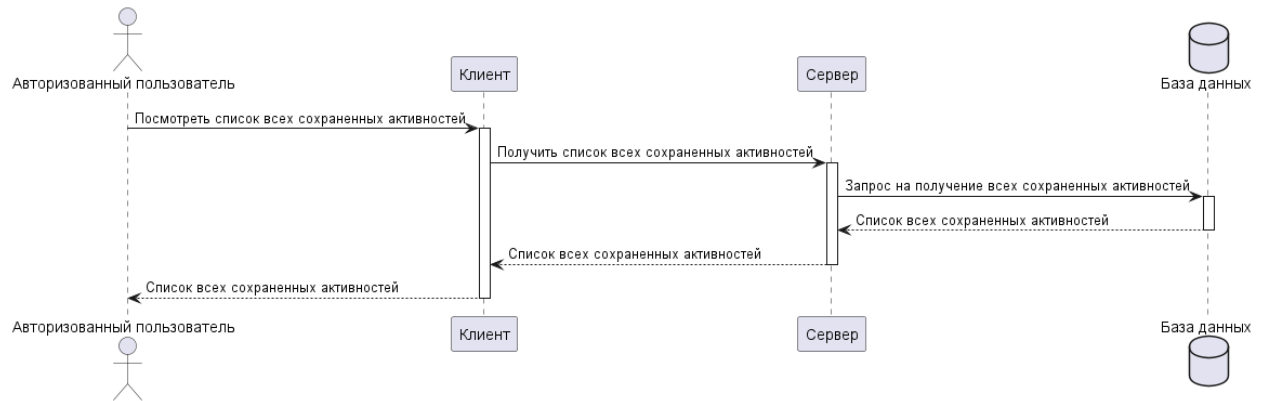 Авторизованный пользователь
Клиент
Сервер
База данных
Посмотреть список всех сохраненных активностей
Получить список всех сохраненных активностей
Запрос на получение всех сохраненных активностей
Список всех сохраненных активностей
Список всех сохраненных активностей
Список всех сохраненных активностей
Авторизованный пользователь
Клиент
Сервер
База данных